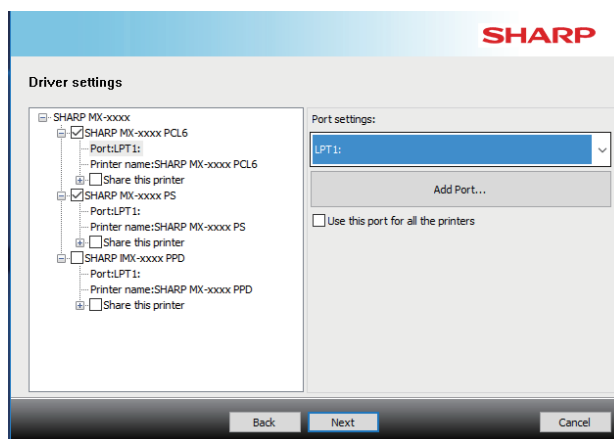 SHARP
Driver settings
SHARP MX-xxxx
SHARP MX-xxxx PCL6
Port:LPT1:
Printer name:SHARP MX-xxxx PCL6
Share this printer
SHARP MX-xxxx PS
Port:LPT1:
Printer name:SHARP MX-xxxx PS
Share this printer
SHARP IMX-xxxx PPD
Port:LPT1:
Printer name:SHARP MX-xxxx PPD
Share this printer
Port settings:
LPT1:
Add Port...
Use this port for all the printers
Back Next Cancel